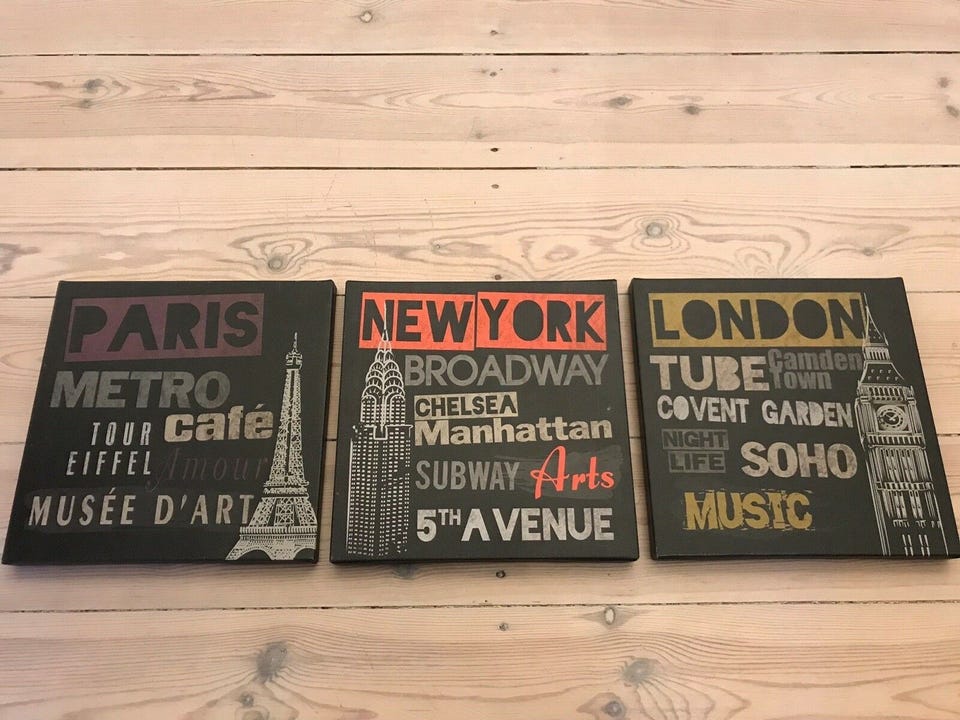 PARIS
METRO
café
TOUR
EIFFEL
Amour
MUSÉE D'ART
NEW YORK
BROADWAY
CHELSEA
Manhattan
SUBWAY Arts
5TH AVENUE
LONDON
TUBE Camden
Town
COVENT GARDEN
NIGHT
LIFE
SOHO
MUSIC